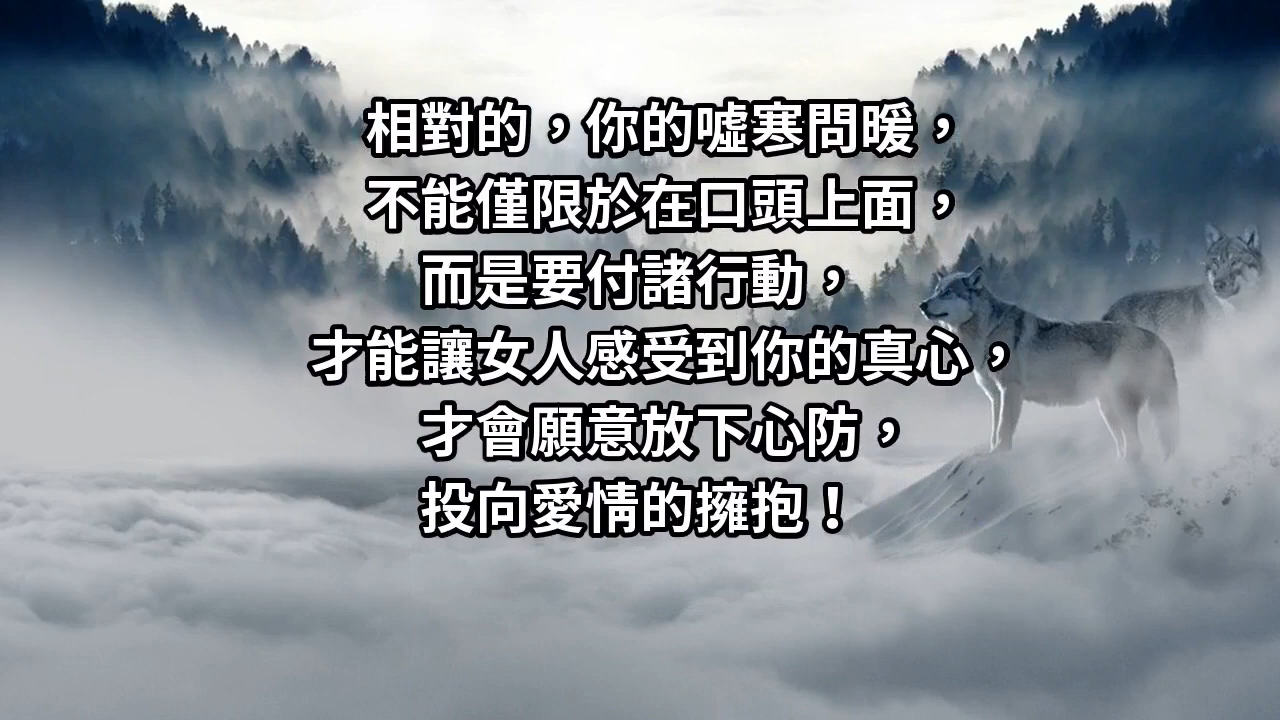 相對的，你的噓寒問暖，
不能僅限於在口頭上面，
而是要付諸行動，
才能讓女人感受到你的真心，
才會願意放下心防，
投向愛情的擁抱！